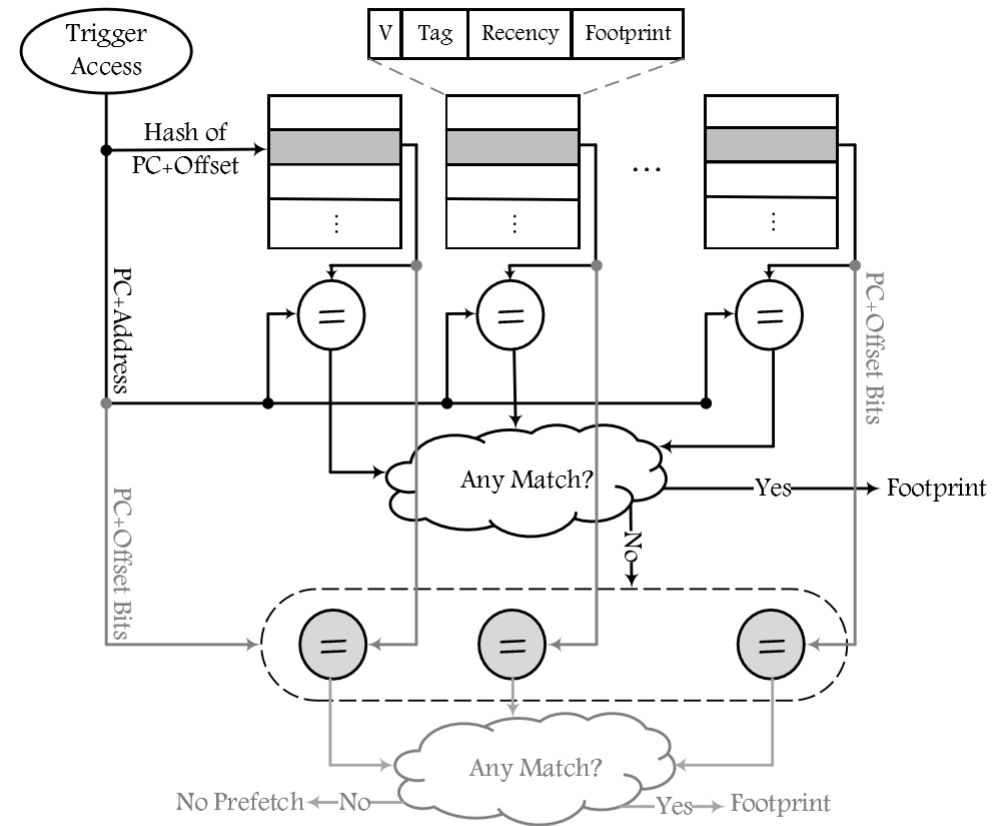 Trigger
Access
V Tag Recency Footprint
Hash of
PC+Offset
...
⋮
⋮
⋮
PC+Address
PC+Offset Bits
=
=
=
Any Match?
Yes
Footprint
No
PC+Offset Bits
=
=
=
Any Match?
No Prefetch
No
Yes
Footprint